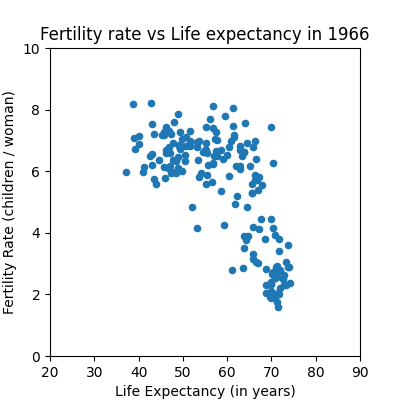 Fertility rate vs Life expectancy in 1966
Fertility Rate (children / woman)
10
8
6
4
2
0
20 30 40 50 60 70 80 90
Life Expectancy (in years)